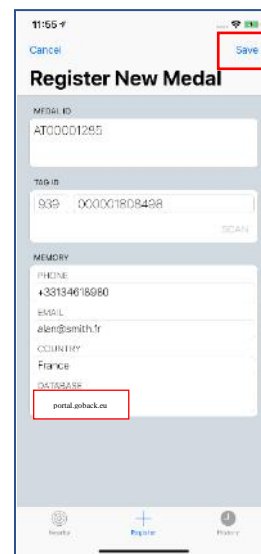 11:55
Cancel
Save
Register New Medal
MEDAL ID
AT00001285
TAG ID
939 000001808498
SCAN
MEMORY
PHONE
+33134618980
EMAIL
alen@smith.fr
COUNTRY
France
DATABASE
portal.goback.eu
Register
History